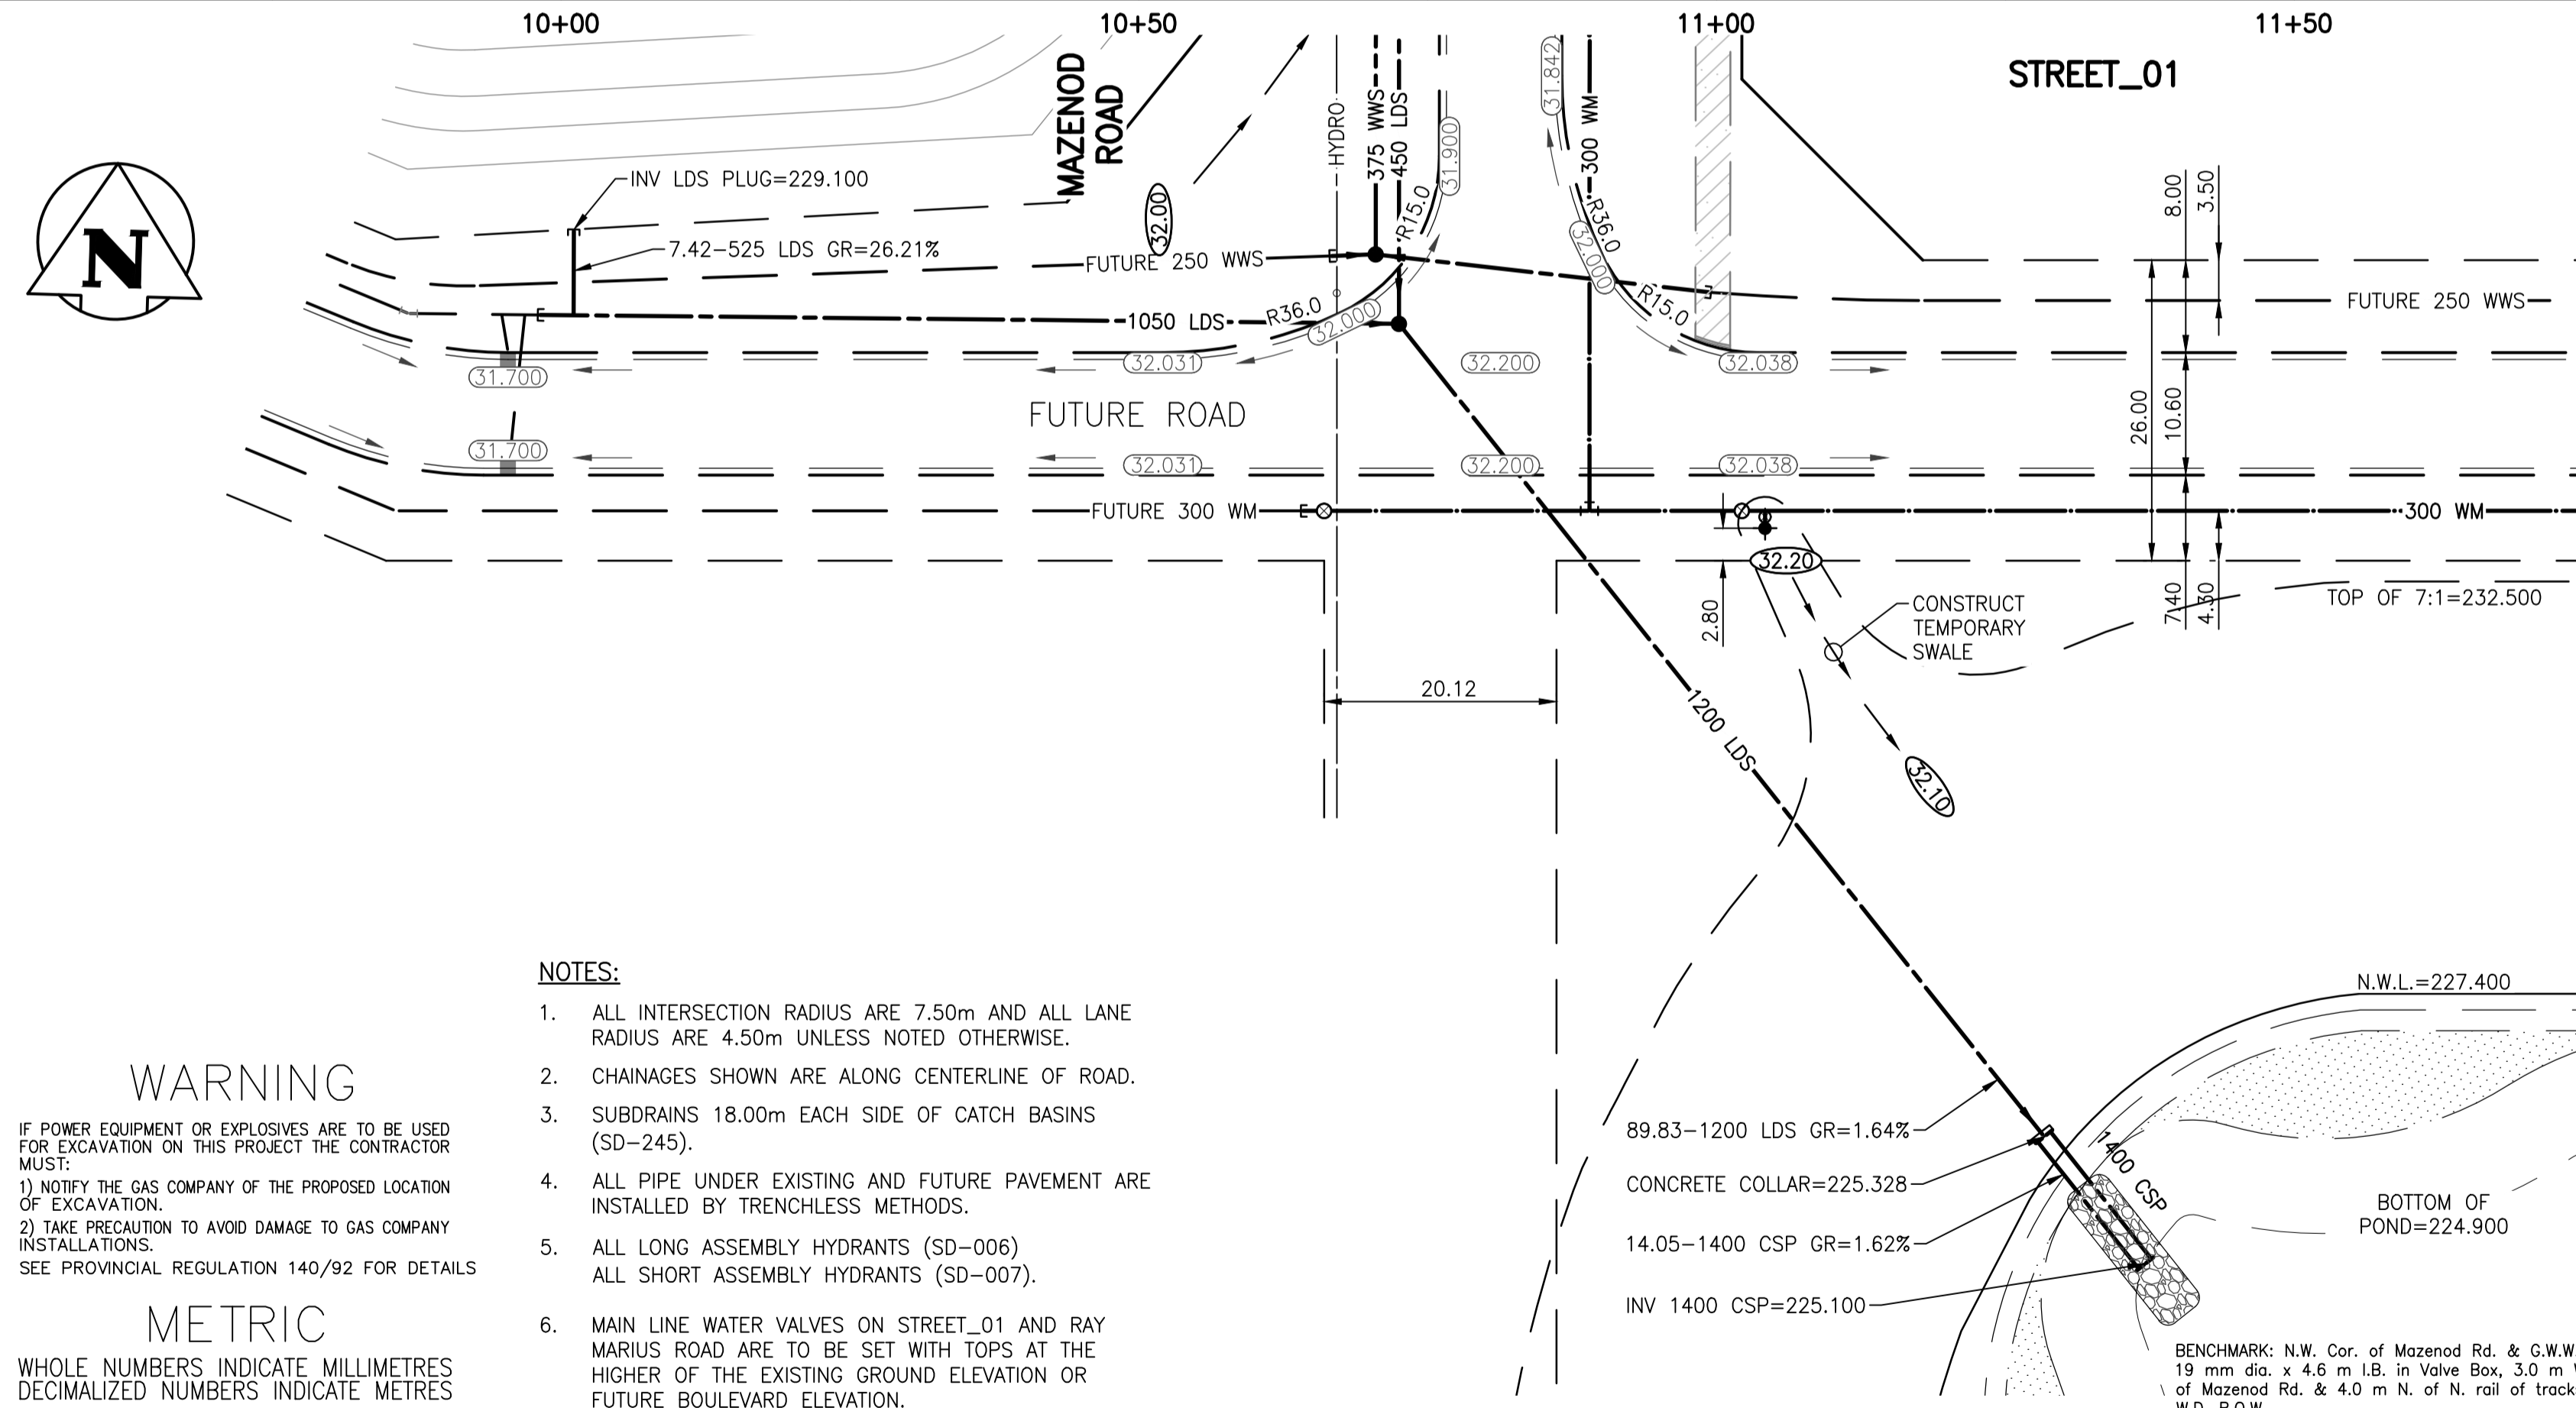 10+00
10+50
11+00
11+50
STREET_01
MAZENOD
ROAD
N
INV LDS PLUG=229.100
7.42-525 LDS GR=26.21%
32.00
HYDRO
375 WWS
450 LDS
R15.0
31.900
31.842
300 WM
R36.0
32.000
R15.0
8.00
3.50
FUTURE 250 WWS
FUTURE 250 WWS
1050 LDS
R36.0
32.000
31.700
32.031
32.200
32.038
FUTURE ROAD
26.00
10.60
31.700
32.031
32.200
32.038
FUTURE 300 WM
300 WM
32.20
2.80
CONSTRUCT
TEMPORARY
SWALE
7.40
4.30
TOP OF 7:1=232.500
20.12
1200 LDS
32.10
N.W.L.=227.400
89.83-1200 LDS GR=1.64%
CONCRETE COLLAR=225.328
14.05-1400 CSP GR=1.62%
INV 1400 CSP=225.100
1400 CSP
BOTTOM OF
POND=224.900
WARNING
IF POWER EQUIPMENT OR EXPLOSIVES ARE TO BE USED
FOR EXCAVATION ON THIS PROJECT THE CONTRACTOR
MUST:
1) NOTIFY THE GAS COMPANY OF THE PROPOSED LOCATION
OF EXCAVATION.
2) TAKE PRECAUTION TO AVOID DAMAGE TO GAS COMPANY
INSTALLATIONS.
SEE PROVINCIAL REGULATION 140/92 FOR DETAILS
METRIC
WHOLE NUMBERS INDICATE MILLIMETRES
DECIMALIZED NUMBERS INDICATE METRES
NOTES:
1. ALL INTERSECTION RADIUS ARE 7.50m AND ALL LANE
RADIUS ARE 4.50m UNLESS NOTED OTHERWISE.
2. CHAINAGES SHOWN ARE ALONG CENTERLINE OF ROAD.
3. SUBDRAINS 18.00m EACH SIDE OF CATCH BASINS
(SD-245).
4. ALL PIPE UNDER EXISTING AND FUTURE PAVEMENT ARE
INSTALLED BY TRENCHLESS METHODS.
5. ALL LONG ASSEMBLY HYDRANTS (SD-006)
ALL SHORT ASSEMBLY HYDRANTS (SD-007).
6. MAIN LINE WATER VALVES ON STREET_01 AND RAY
MARIUS ROAD ARE TO BE SET WITH TOPS AT THE
HIGHER OF THE EXISTING GROUND ELEVATION OR
FUTURE BOULEVARD ELEVATION.
BENCHMARK: N.W. Cor. of Mazenod Rd. & G.W.W.
19 mm dia. x 4.6 m I.B. in Valve Box, 3.0 m
of Mazenod Rd. & 4.0 m N. of N. rail of track